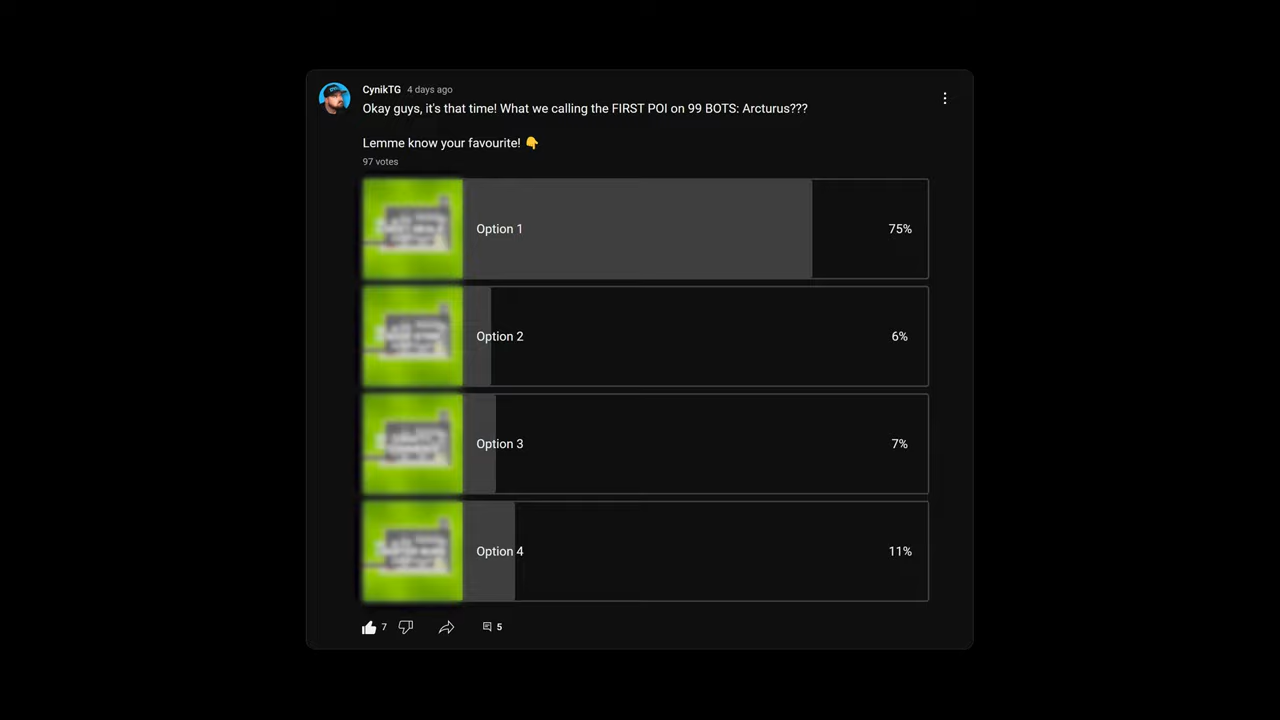 CynikTG 4 days ago
Okay guys, it's that time! What we calling the FIRST POI on 99 BOTS: Arcturus???
Lemme know your favourite! 👇
97 votes
Option 1 75%
Option 2 6%
Option 3 7%
Option 4 11%
7 5